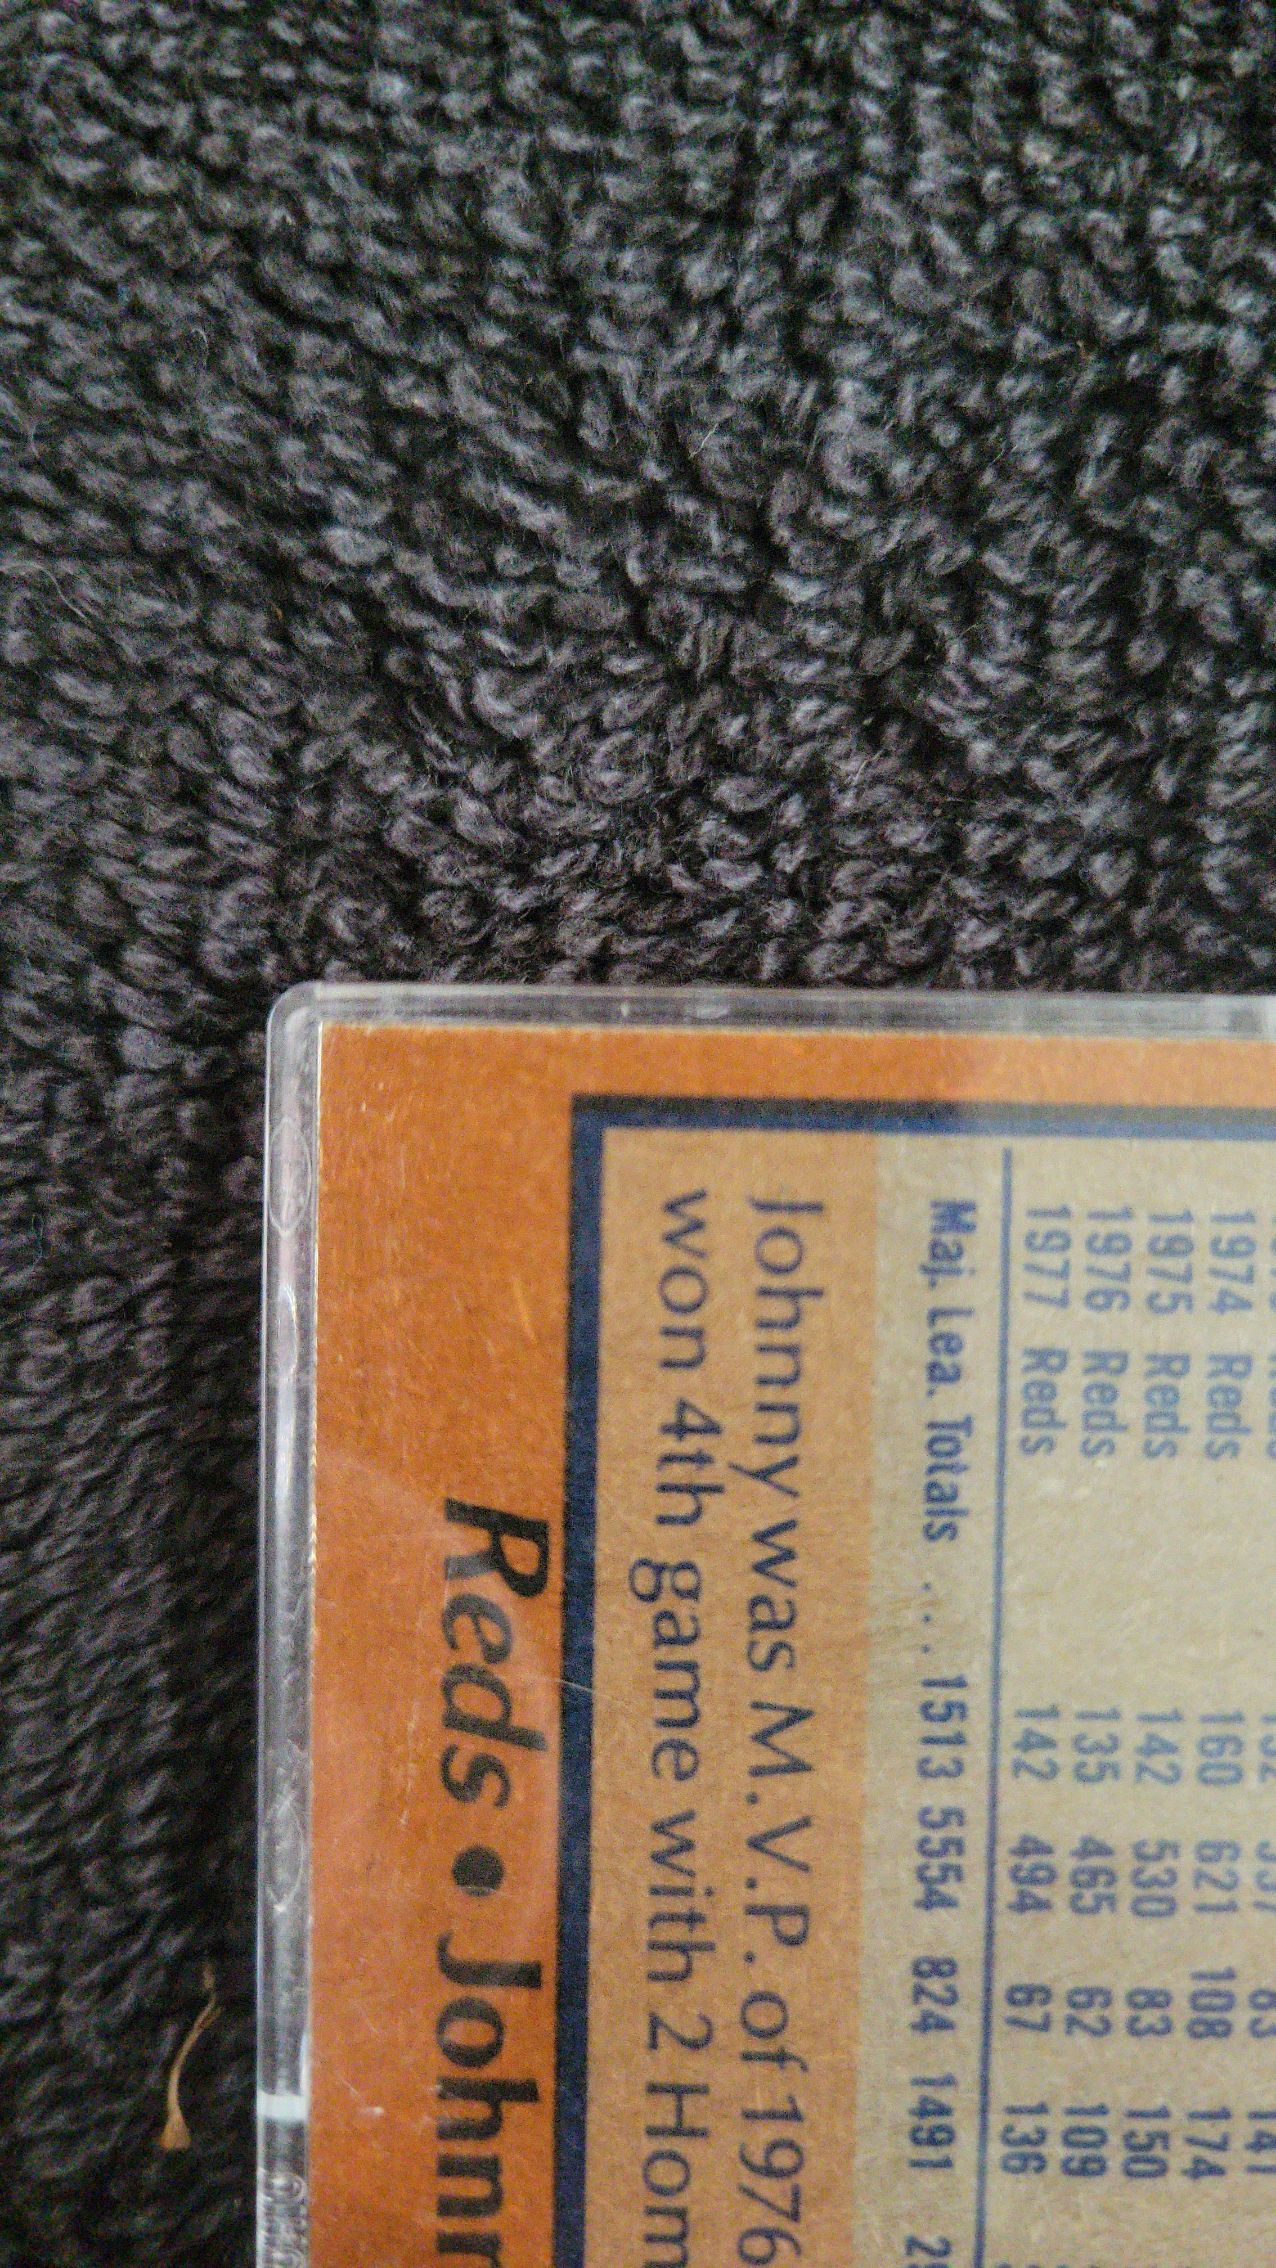 1974 Reds 160 621 108 174
1975 Reds 142 530 83 150
1976 Reds 135 465 62 109
1977 Reds 142 494 67 136
Maj. Lea. Totals . . . 1513 5554 824 1491
Johnny was M.V.P. of 1976
won 4th game with 2 Hom
Reds • John